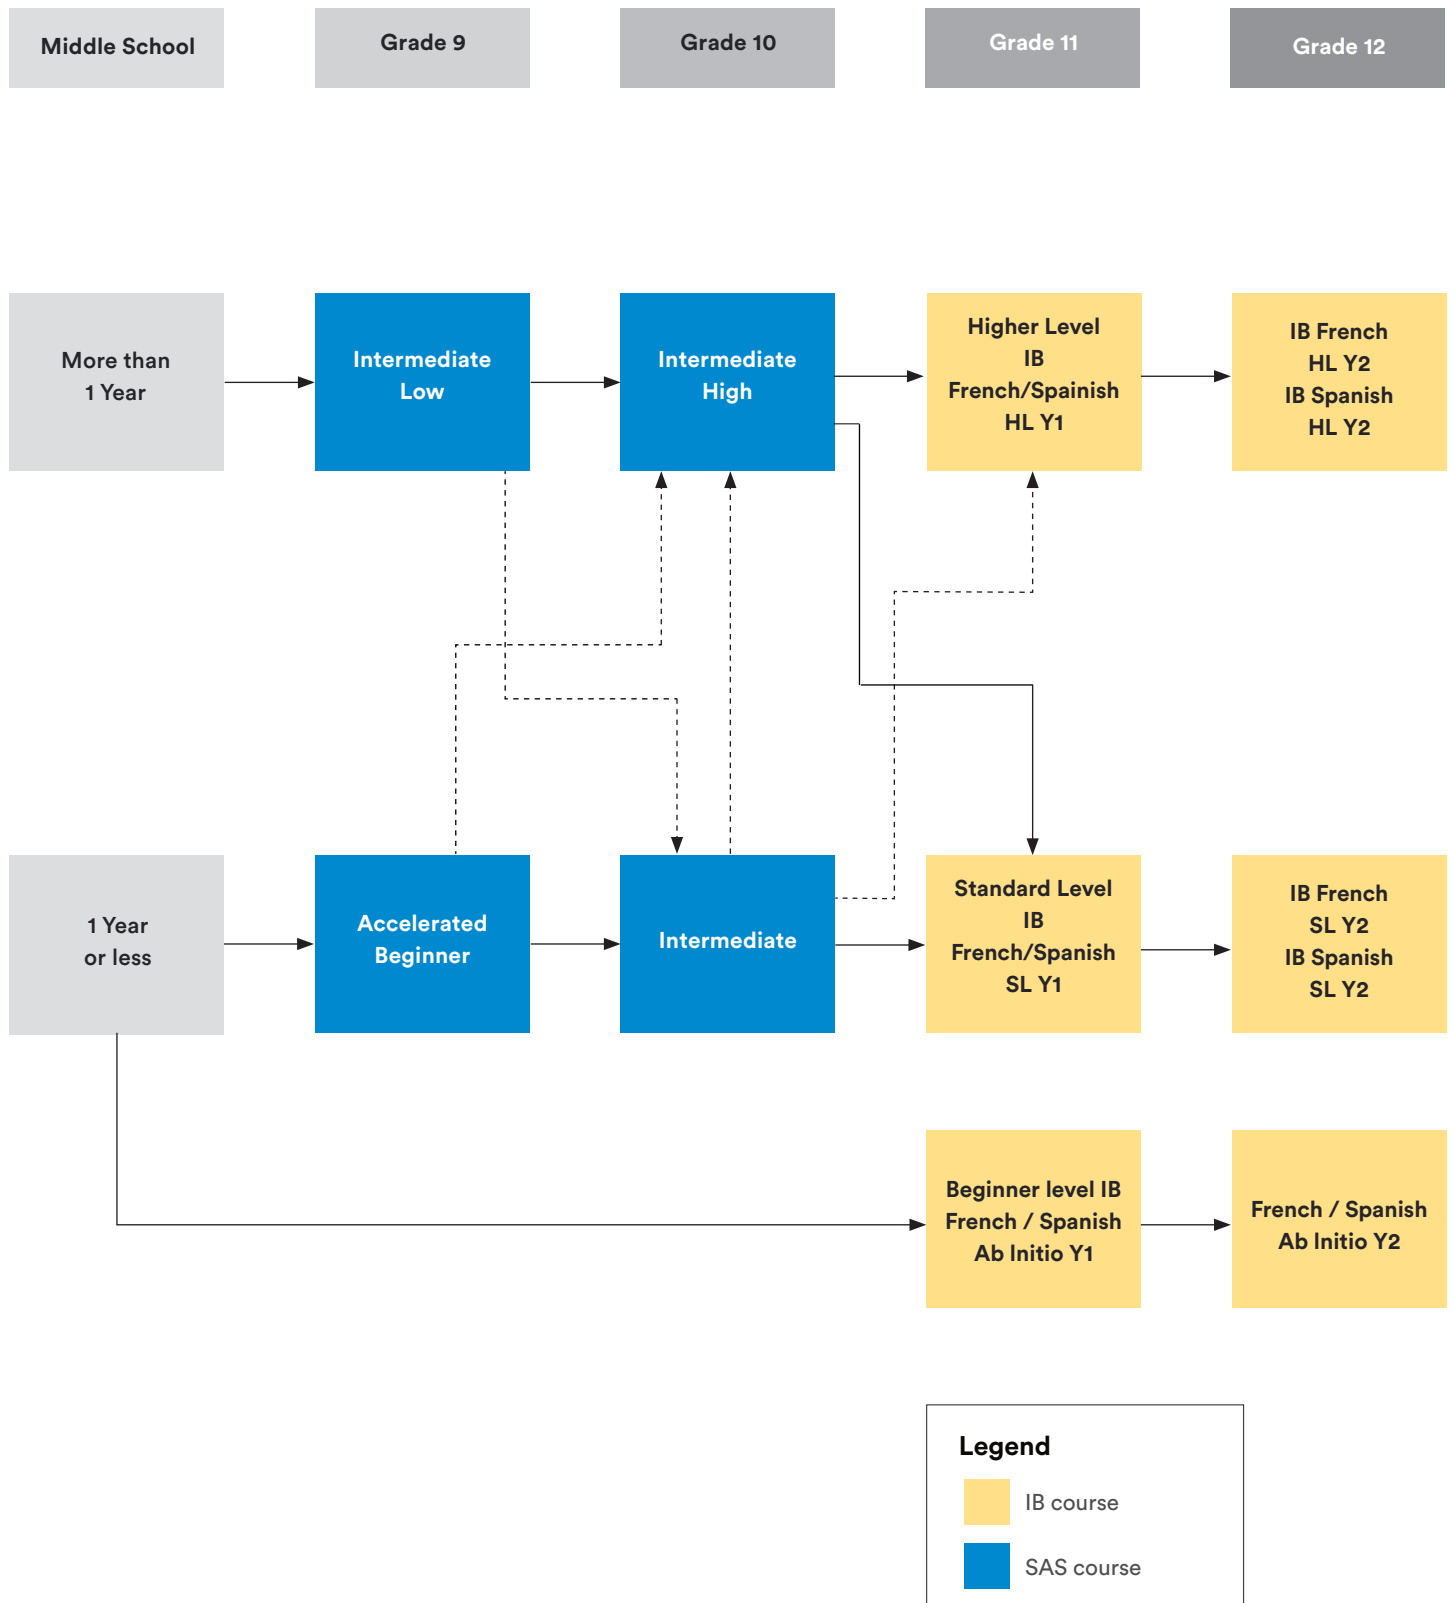 Middle School
Grade 9
Grade 10
Grade 11
Grade 12
More than
1 Year
Intermediate
Low
Intermediate
High
Higher Level
IB
French/Spainish
HL Y1
IB French
HL Y2
IB Spanish
HL Y2
1 Year
or less
Accelerated
Beginner
Intermediate
Standard Level
IB
French/Spanish
SL Y1
IB French
SL Y2
IB Spanish
SL Y2
Beginner level IB
French / Spanish
Ab Initio Y1
French / Spanish
Ab Initio Y2
Legend
IB course
SAS course